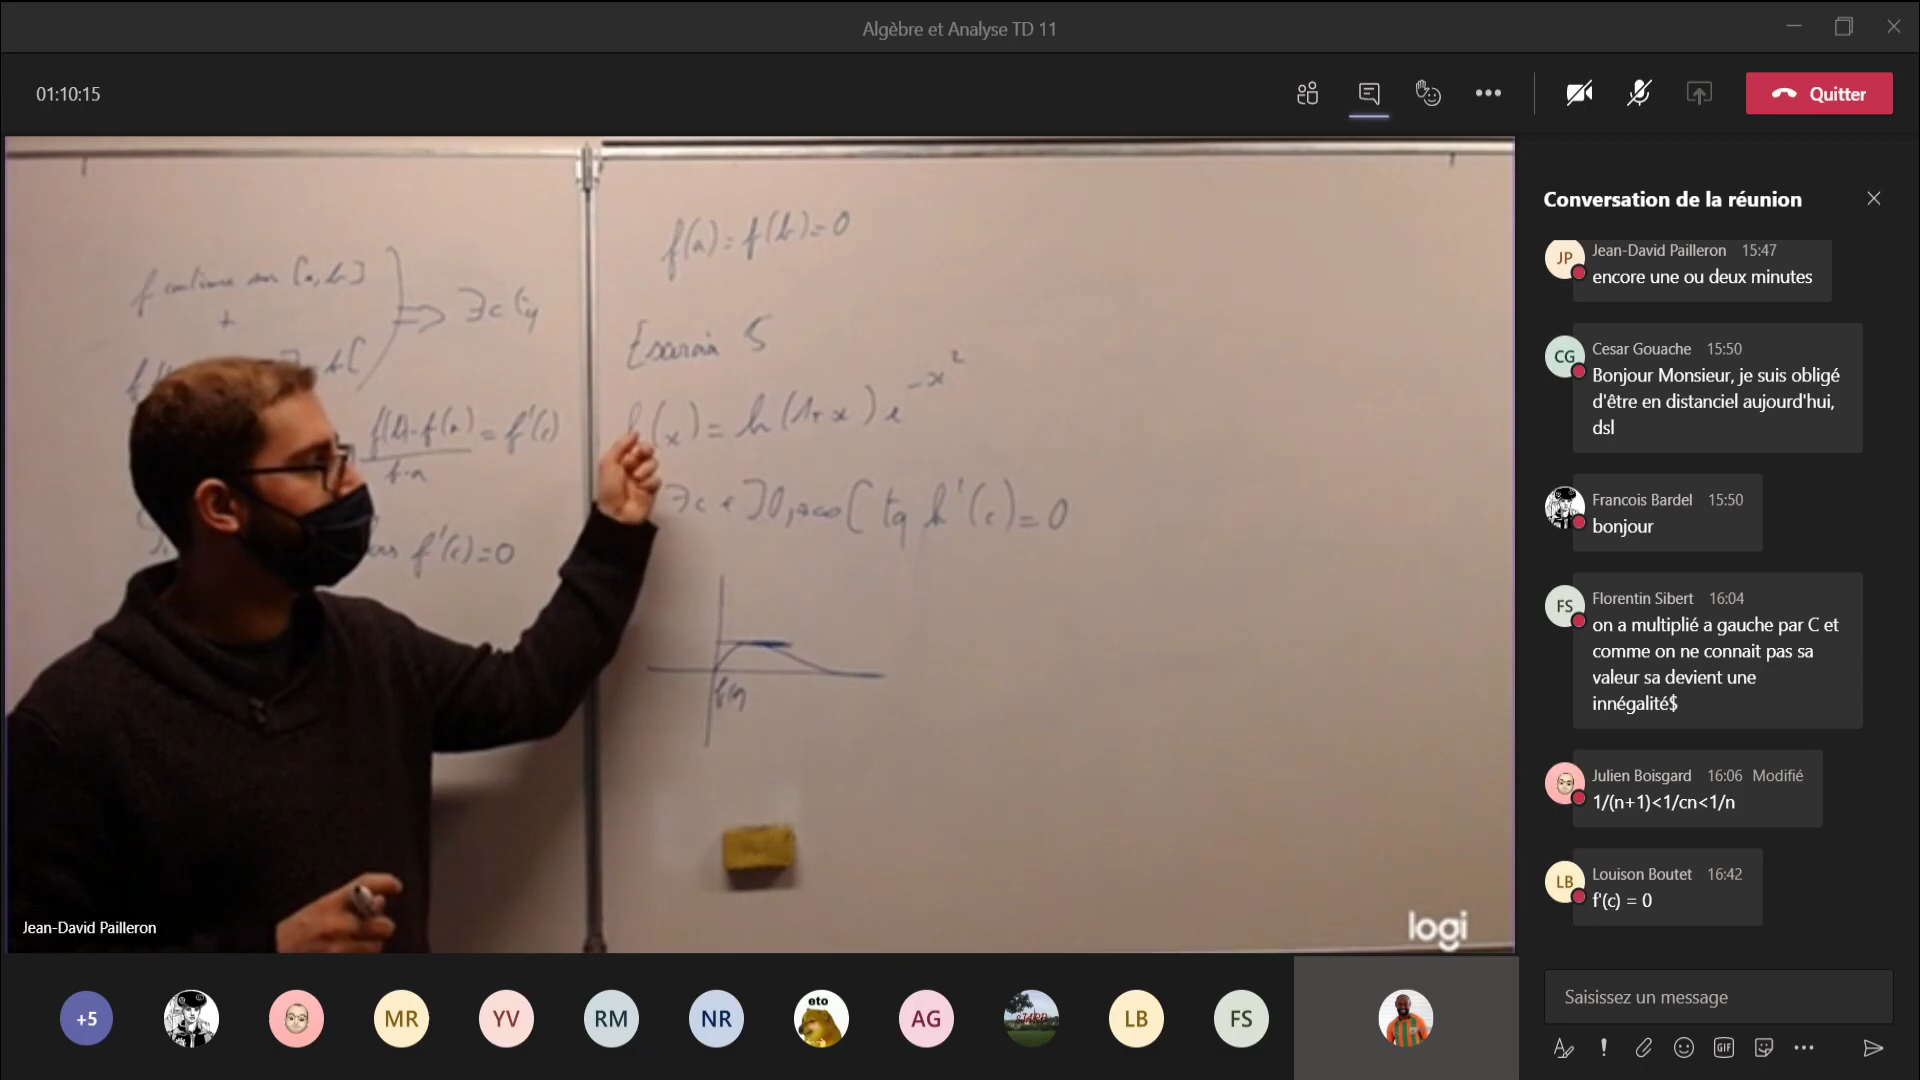 Algèbre et Analyse TD 11
01:10:15
Quitter
f continue sur [a,b]
+
⇒ ∃c
f(b)-f(a) = f'(c)
b-a
f'(c)=0
f(a)=f(b)=0
Exercice 5
(x) = ln(1+x) e^-x²
∃c ∈ ]0,+∞[ tq h'(c)=0
Jean-David Pailleron
logi
Conversation de la réunion
JP
Jean-David Pailleron 15:47
encore une ou deux minutes
CG
Cesar Gouache 15:50
Bonjour Monsieur, je suis obligé
d'être en distanciel aujourd'hui,
dsl
Francois Bardel 15:50
bonjour
FS
Florentin Sibert 16:04
on a multiplié a gauche par C et
comme on ne connait pas sa
valeur sa devient une
innégalité$
Julien Boisgard 16:06 Modifié
1/(n+1)<1/cn<1/n
LB
Louison Boutet 16:42
f'(c) = 0
Saisissez un message
GIF
+5
MR
YV
RM
NR
eto
AG
LB
FS